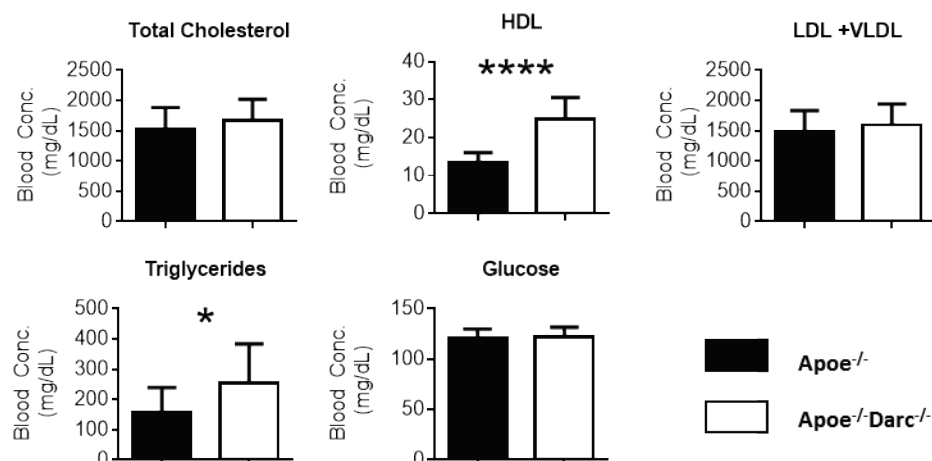 Total Cholesterol
Blood Conc.
(mg/dL)
2500
2000
1500
1000
500
0
HDL
Blood Conc.
(mg/dL)
40
30
20
10
0
****
LDL +VLDL
Blood Conc.
(mg/dL)
2500
2000
1500
1000
500
0
Triglycerides
Blood Conc.
(mg/dL)
500
400
300
200
100
0
*
Glucose
Blood Conc.
(mg/dL)
150
100
50
0
Apoe⁻/⁻
Apoe⁻/⁻Darc⁻/⁻